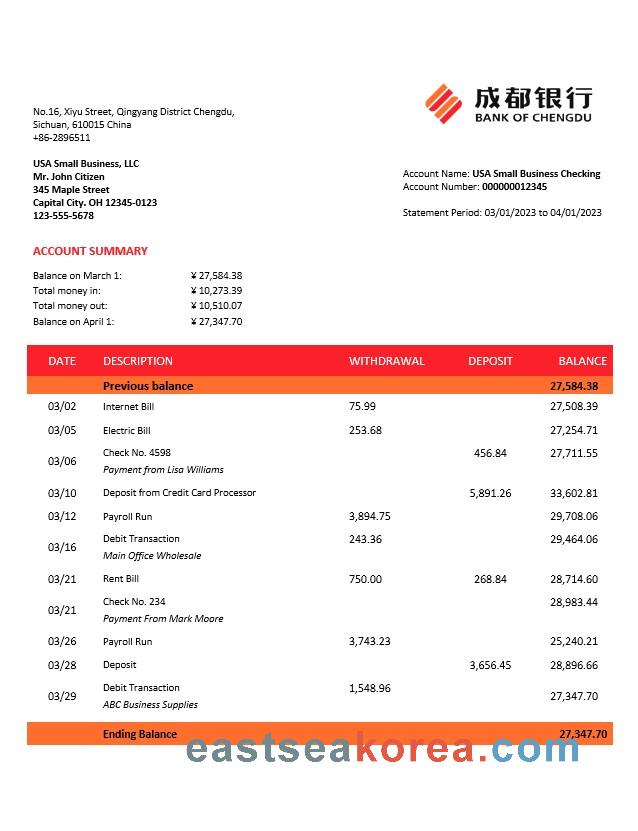 成都银行
BANK OF CHENGDU
No.16, Xiyu Street, Qingyang District Chengdu,
Sichuan, 610015 China
+86-2896511
USA Small Business, LLC
Mr. John Citizen
345 Maple Street
Capital City. OH 12345-0123
123-555-5678
Account Name: USA Small Business Checking
Account Number: 000000012345
Statement Period: 03/01/2023 to 04/01/2023
ACCOUNT SUMMARY
Balance on March 1: ¥ 27,584.38
Total money in: ¥ 10,273.39
Total money out: ¥ 10,510.07
Balance on April 1: ¥ 27,347.70
DATE DESCRIPTION WITHDRAWAL DEPOSIT BALANCE
Previous balance 27,584.38
03/02 Internet Bill 75.99 27,508.39
03/05 Electric Bill 253.68 27,254.71
03/06 Check No. 4598 456.84 27,711.55
Payment from Lisa Williams
03/10 Deposit from Credit Card Processor 5,891.26 33,602.81
03/12 Payroll Run 3,894.75 29,708.06
03/16 Debit Transaction 243.36 29,464.06
Main Office Wholesale
03/21 Rent Bill 750.00 268.84 28,714.60
03/21 Check No. 234 28,983.44
Payment From Mark Moore
03/26 Payroll Run 3,743.23 25,240.21
03/28 Deposit 3,656.45 28,896.66
03/29 Debit Transaction 1,548.96 27,347.70
ABC Business Supplies
Ending Balance 27,347.70
eastseakorea.com